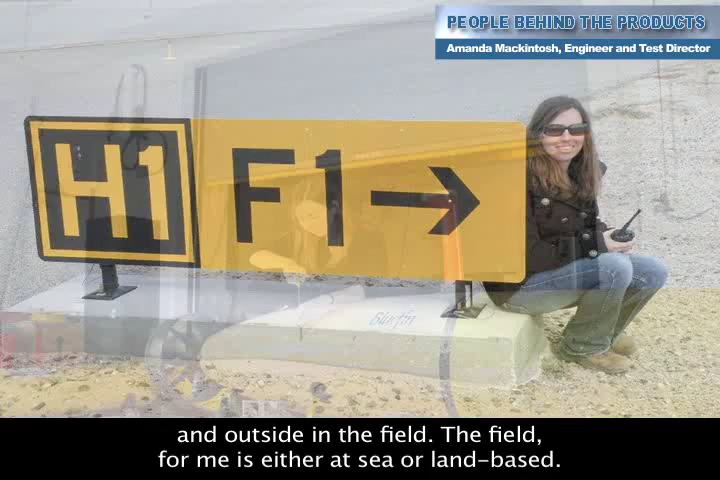 PEOPLE BEHIND THE PRODUCTS
Amanda Mackintosh, Engineer and Test Director
H1 F1 →
and outside in the field. The field,
for me is either at sea or land-based.